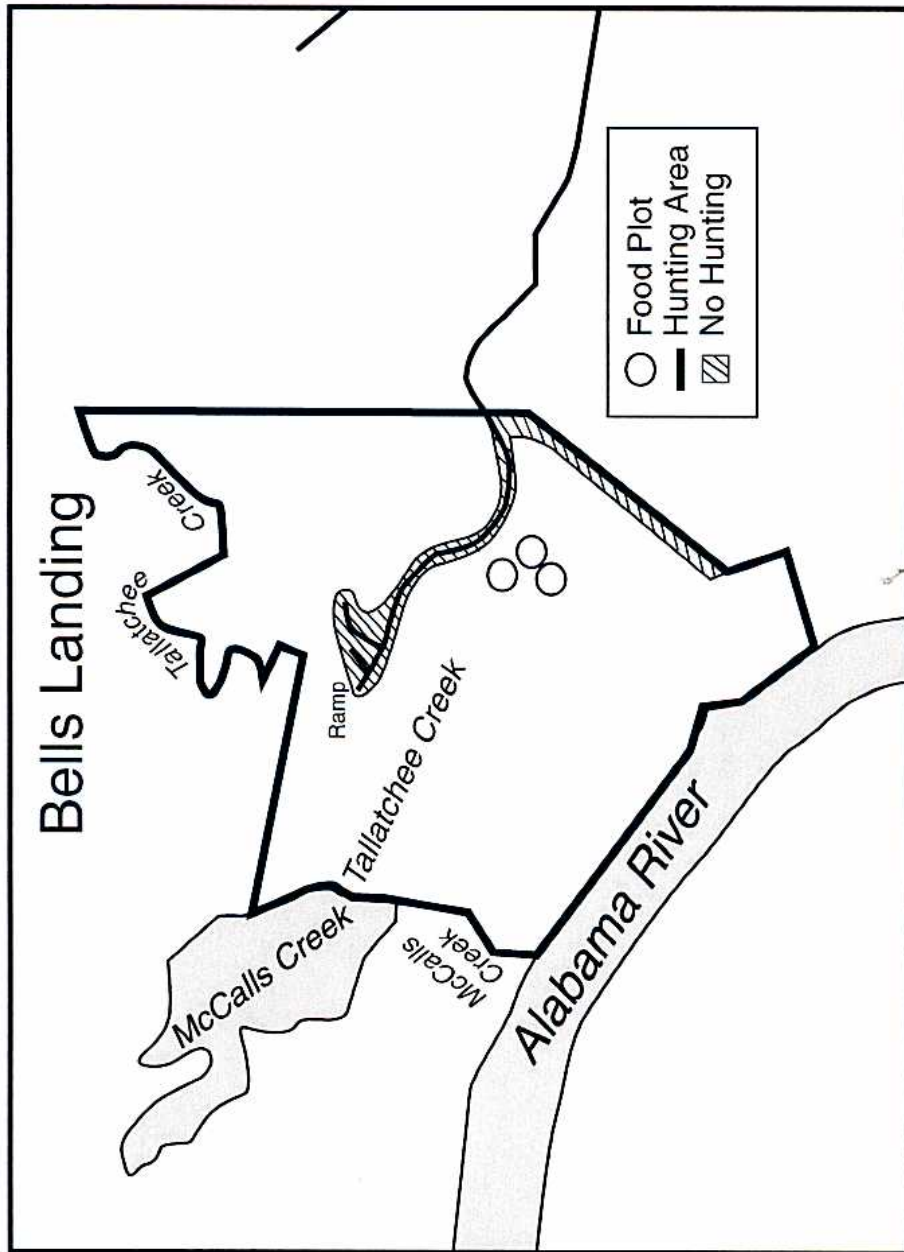 Bells Landing
Tallatchee
Creek
Ramp
Tallatchee Creek
McCalls Creek
McCalls
Creek
Alabama River
Food Plot
Hunting Area
No Hunting